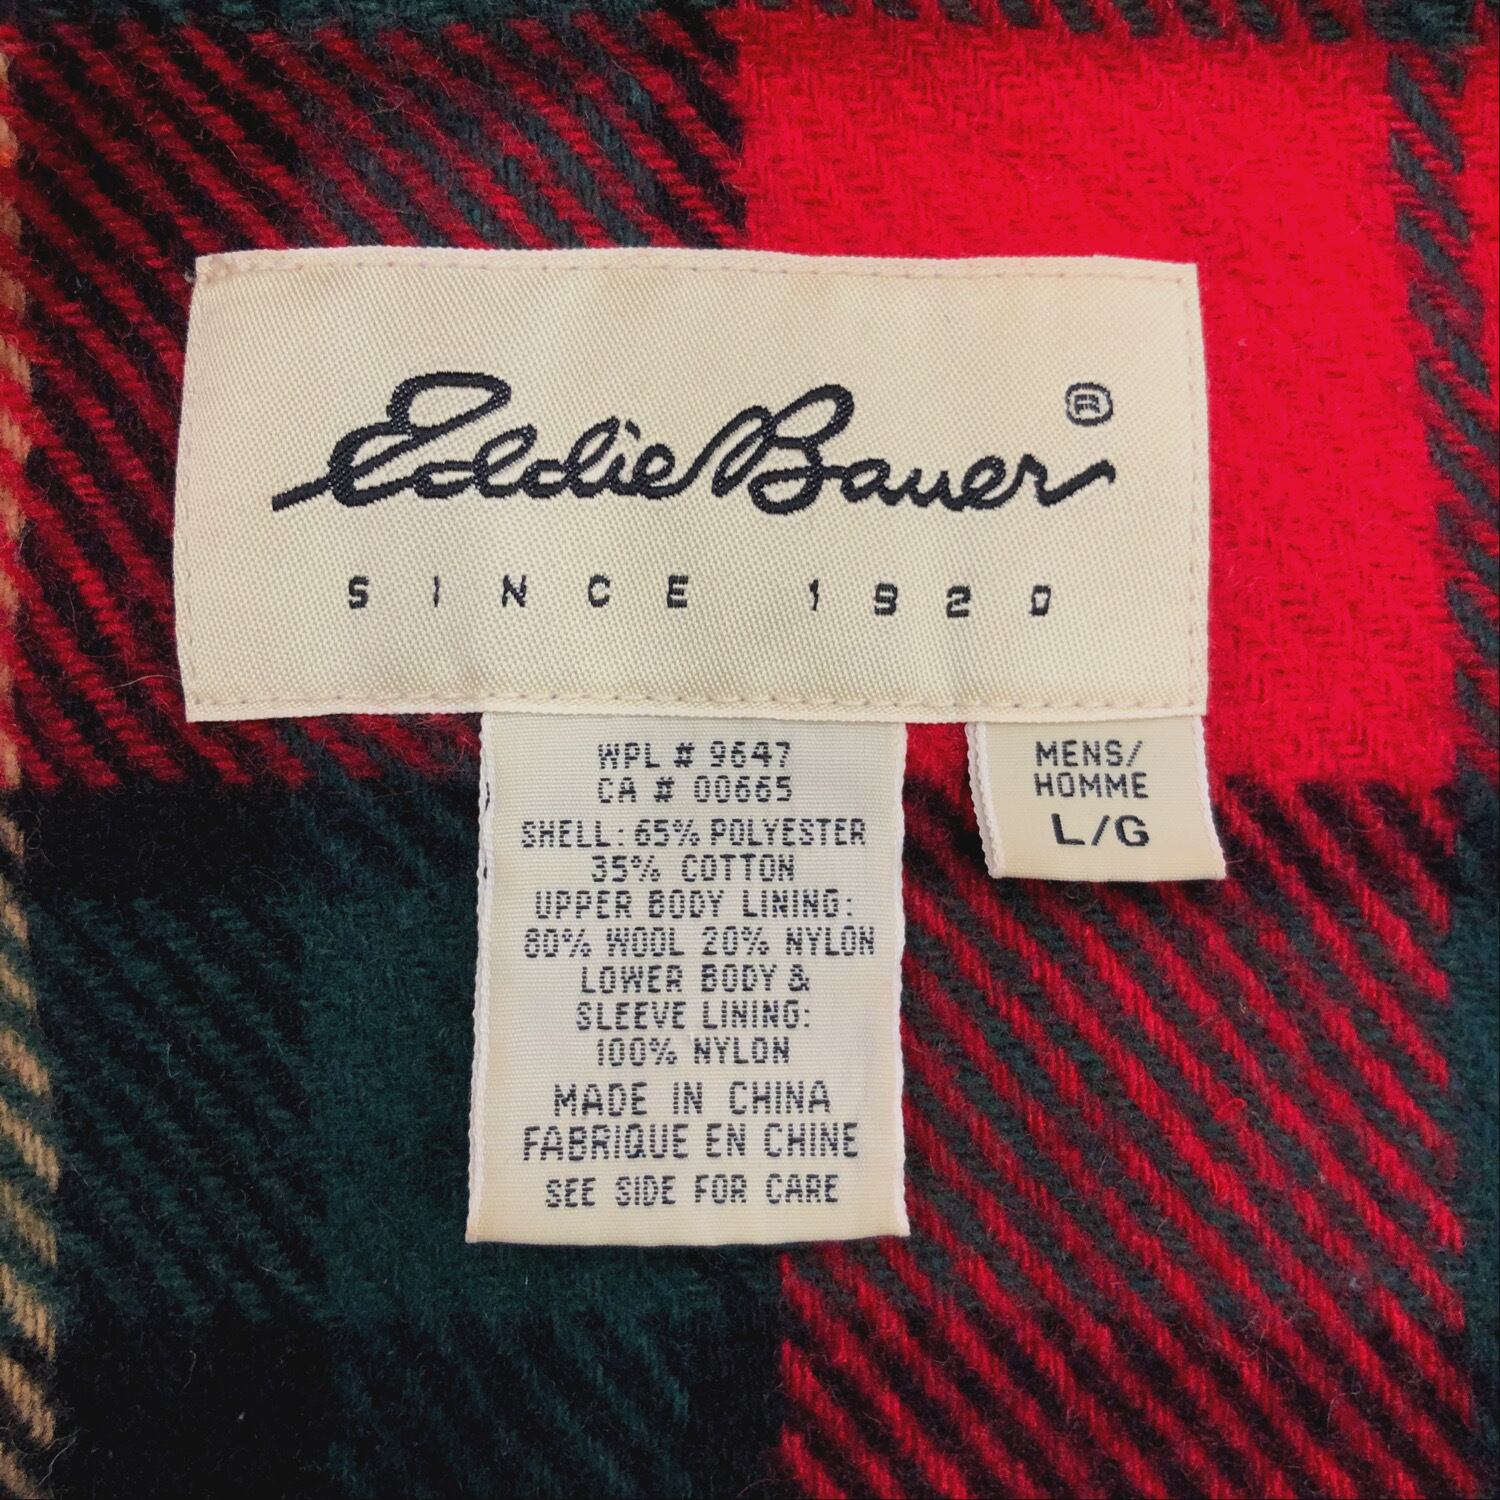 Eddie Bauer ®
SINCE 1920
WPL # 9647
CA # 00665
SHELL: 65% POLYESTER
35% COTTON
UPPER BODY LINING:
80% WOOL 20% NYLON
LOWER BODY &
SLEEVE LINING:
100% NYLON
MADE IN CHINA
FABRIQUE EN CHINE
SEE SIDE FOR CARE
MENS/
HOMME
L/G